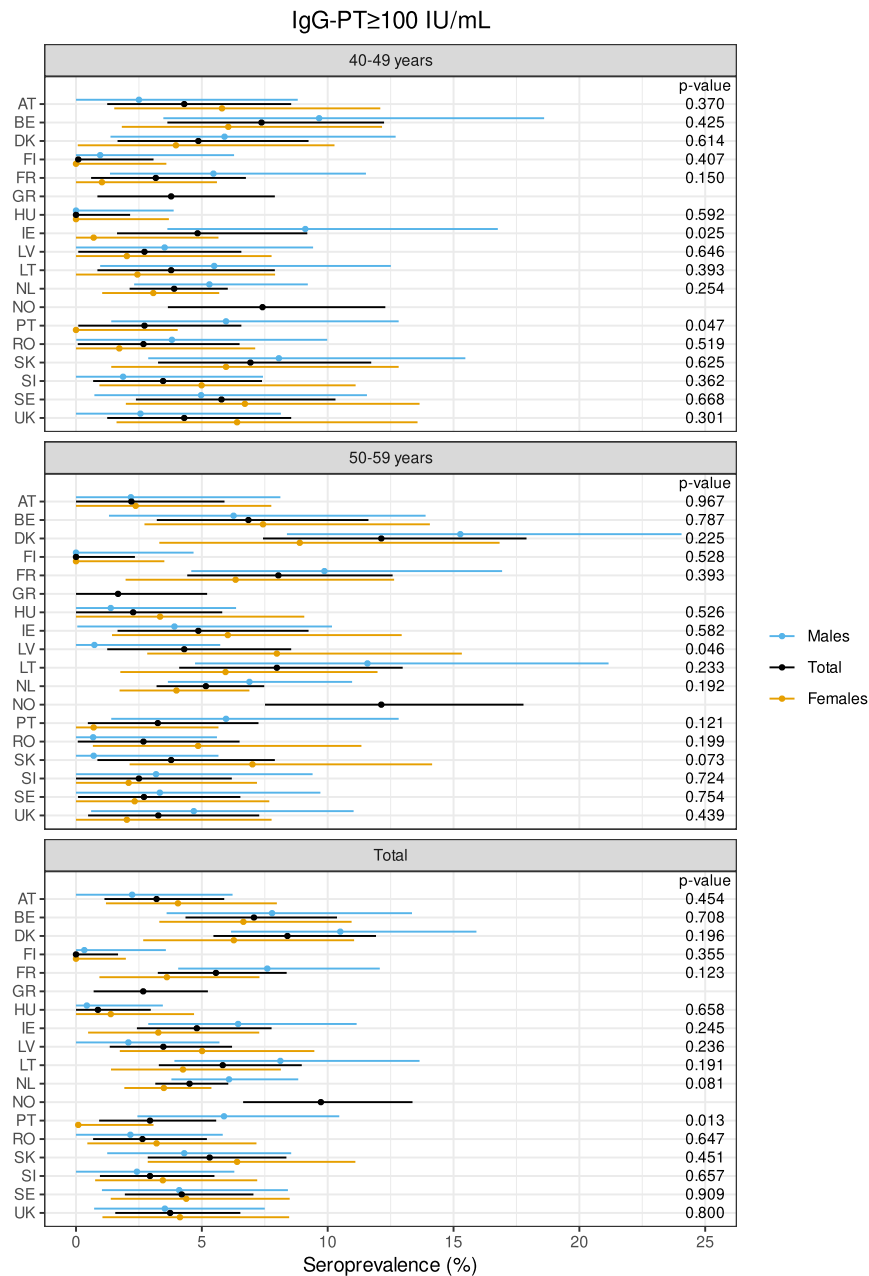 IgG-PT≥100 IU/mL
40-49 years
p-value
AT 0.370
BE 0.425
DK 0.614
FI 0.407
FR 0.150
GR
HU 0.592
IE 0.025
LV 0.646
LT 0.393
NL 0.254
NO
PT 0.047
RO 0.519
SK 0.625
SI 0.362
SE 0.668
UK 0.301
50-59 years
p-value
AT 0.967
BE 0.787
DK 0.225
FI 0.528
FR 0.393
GR
HU 0.526
IE 0.582
LV 0.046
LT 0.233
NL 0.192
NO
PT 0.121
RO 0.199
SK 0.073
SI 0.724
SE 0.754
UK 0.439
Males
Total
Females
Total
p-value
AT 0.454
BE 0.708
DK 0.196
FI 0.355
FR 0.123
GR
HU 0.658
IE 0.245
LV 0.236
LT 0.191
NL 0.081
NO
PT 0.013
RO 0.647
SK 0.451
SI 0.657
SE 0.909
UK 0.800
0 5 10 15 20 25
Seroprevalence (%)